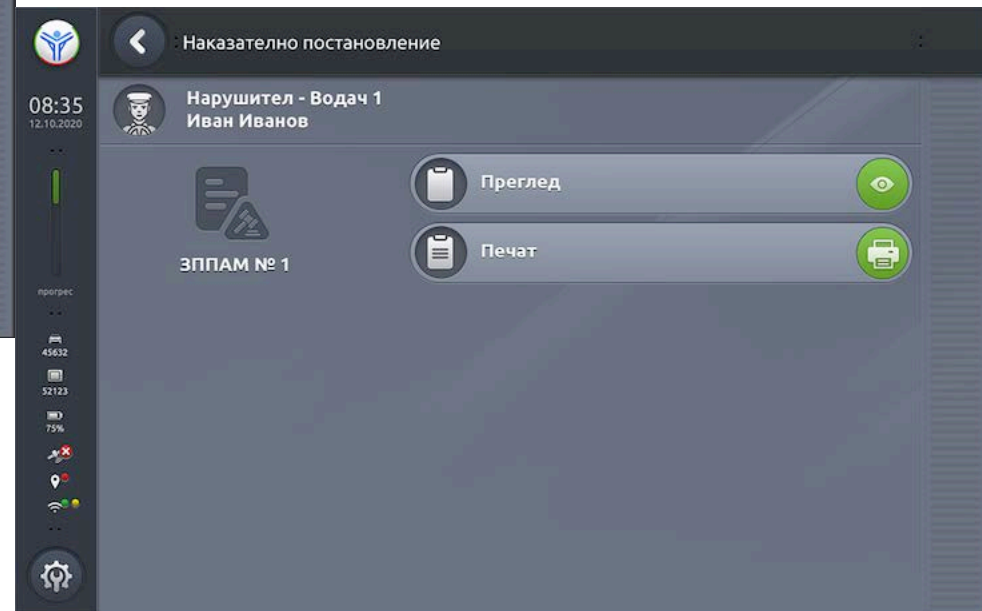 Наказателно постановление
08:35
12.10.2020
Нарушител - Водач 1
Иван Иванов
Преглед
ЗППАМ № 1
Печат
прогрес
45632
52123
75%